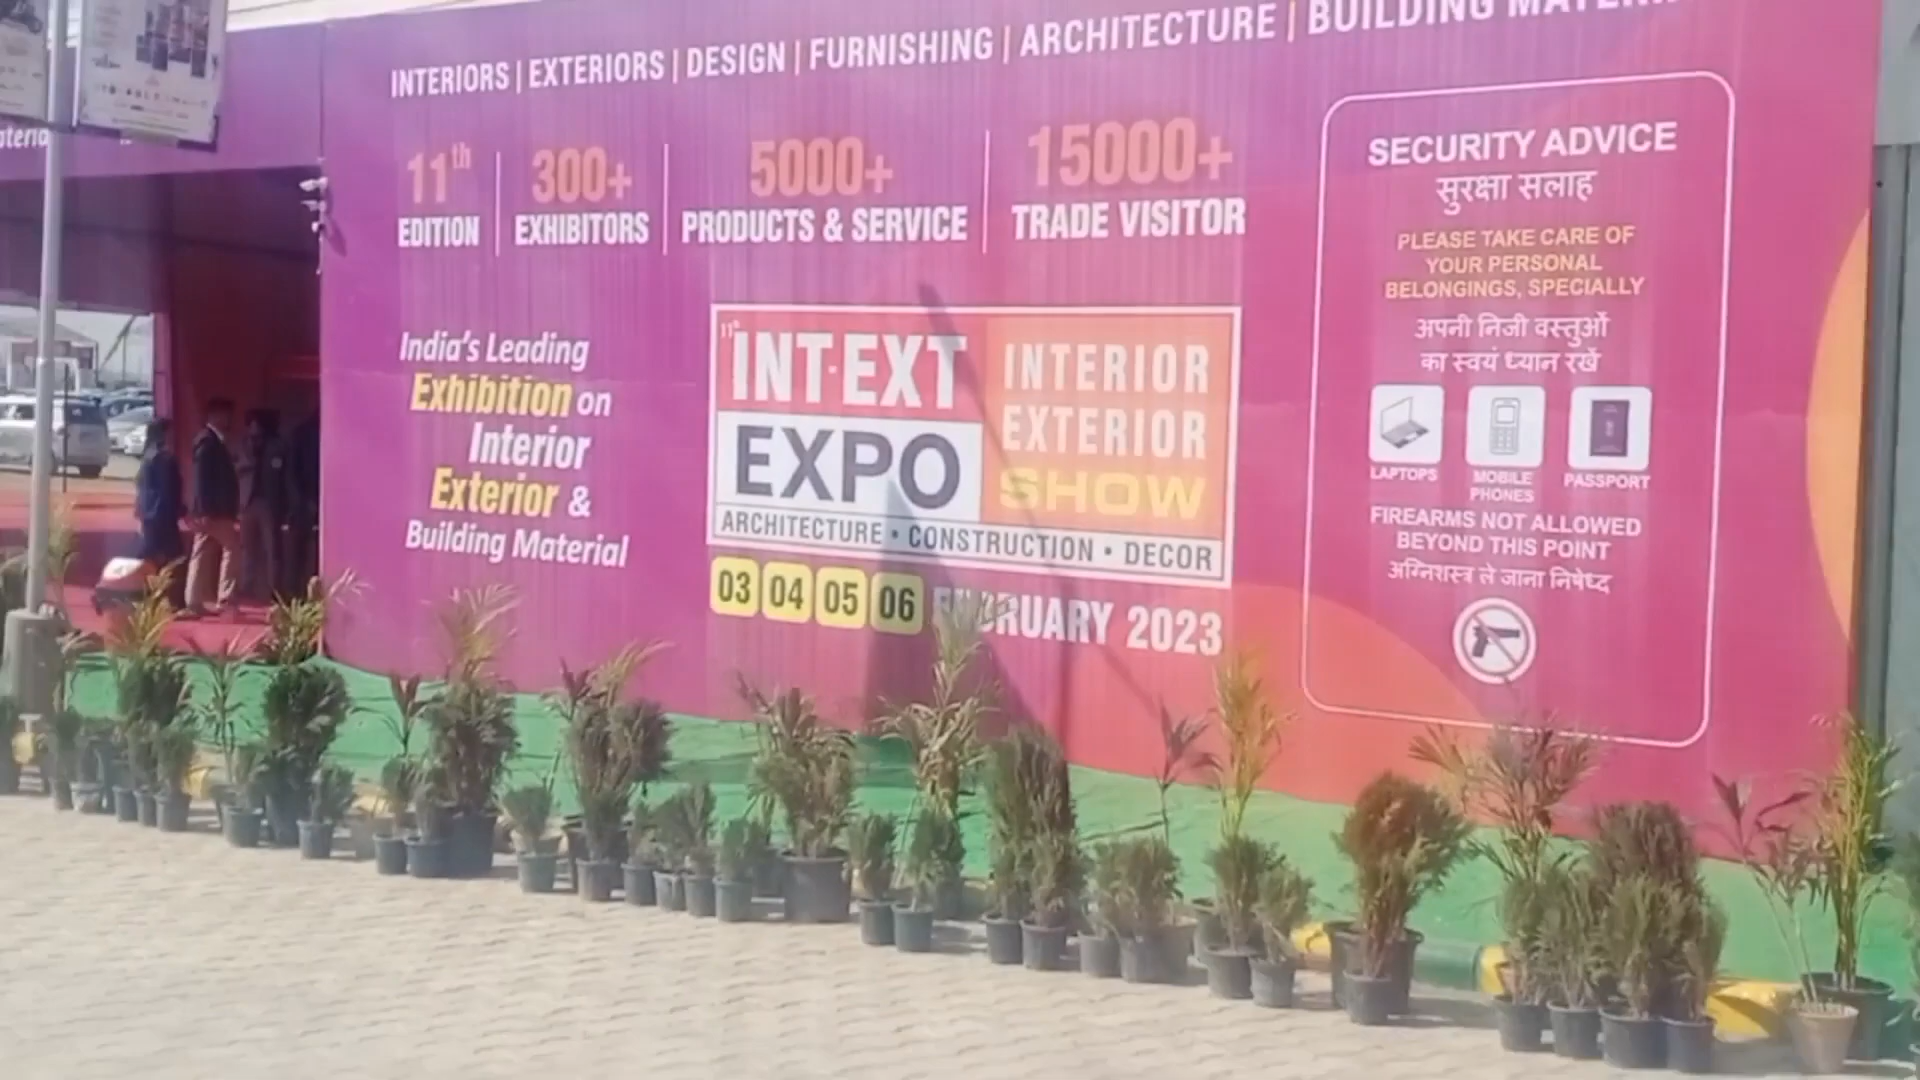 INTERIORS | EXTERIORS | DESIGN | FURNISHING | ARCHITECTURE | BUILDING
11th EDITION
300+ EXHIBITORS
5000+ PRODUCTS & SERVICE
15000+ TRADE VISITOR
India's Leading
Exhibition on
Interior
Exterior &
Building Material
11th INT-EXT
EXPO
INTERIOR
EXTERIOR
SHOW
ARCHITECTURE • CONSTRUCTION • DECOR
03 04 05 06 FEBRUARY 2023
SECURITY ADVICE
सुरक्षा सलाह
PLEASE TAKE CARE OF
YOUR PERSONAL
BELONGINGS, SPECIALLY
अपनी निजी वस्तुओं
का स्वयं ध्यान रखें
LAPTOPS
MOBILE
PHONES
PASSPORT
FIREARMS NOT ALLOWED
BEYOND THIS POINT
अग्निशस्त्र ले जाना निषेध्द